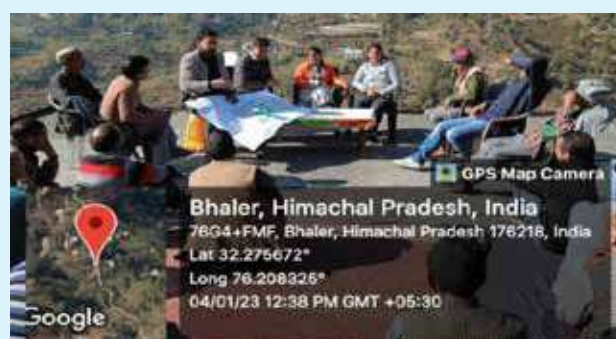 GPS Map Camera
Bhaler, Himachal Pradesh, India
76G4+FMF, Bhaler, Himachal Pradesh 176218, India
Lat 32.275672°
Long 76.208325°
04/01/23 12:38 PM GMT +05:30
Google